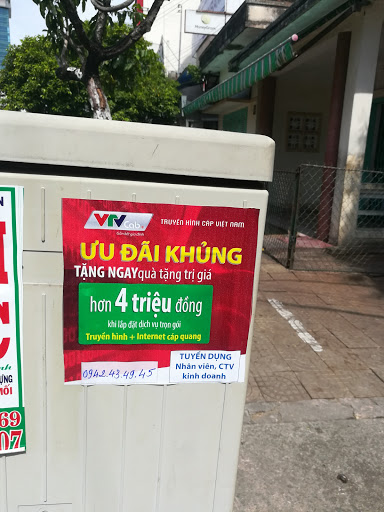 VTVCab
TRUYỀN HÌNH CÁP VIỆT NAM
ƯU ĐÃI KHỦNG
TẶNG NGAY quà tặng trị giá
hơn 4 triệu đồng
khi lắp đặt dịch vụ trọn gói
Truyền hình + Internet cáp quang
0942.43.49.45
TUYỂN DỤNG
Nhân viên, CTV
kinh doanh
69
07